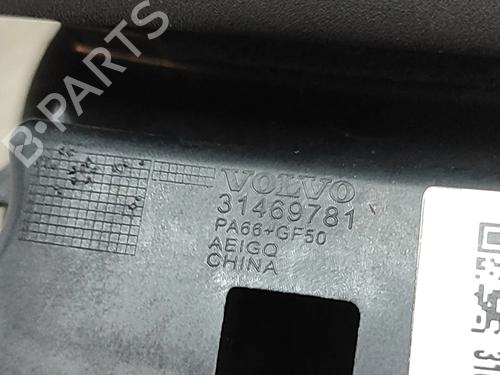 B-PARTS
VOLVO
31469781
PA66+GF50
AEIGQ
CHINA